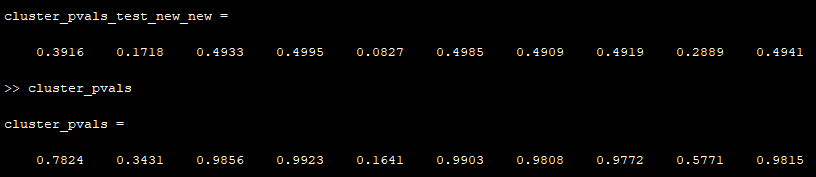 cluster_pvals_test_new_new =
0.3916 0.1718 0.4933 0.4995 0.0827 0.4985 0.4909 0.4919 0.2889 0.4941
>> cluster_pvals
cluster_pvals =
0.7824 0.3431 0.9856 0.9923 0.1641 0.9903 0.9808 0.9772 0.5771 0.9815